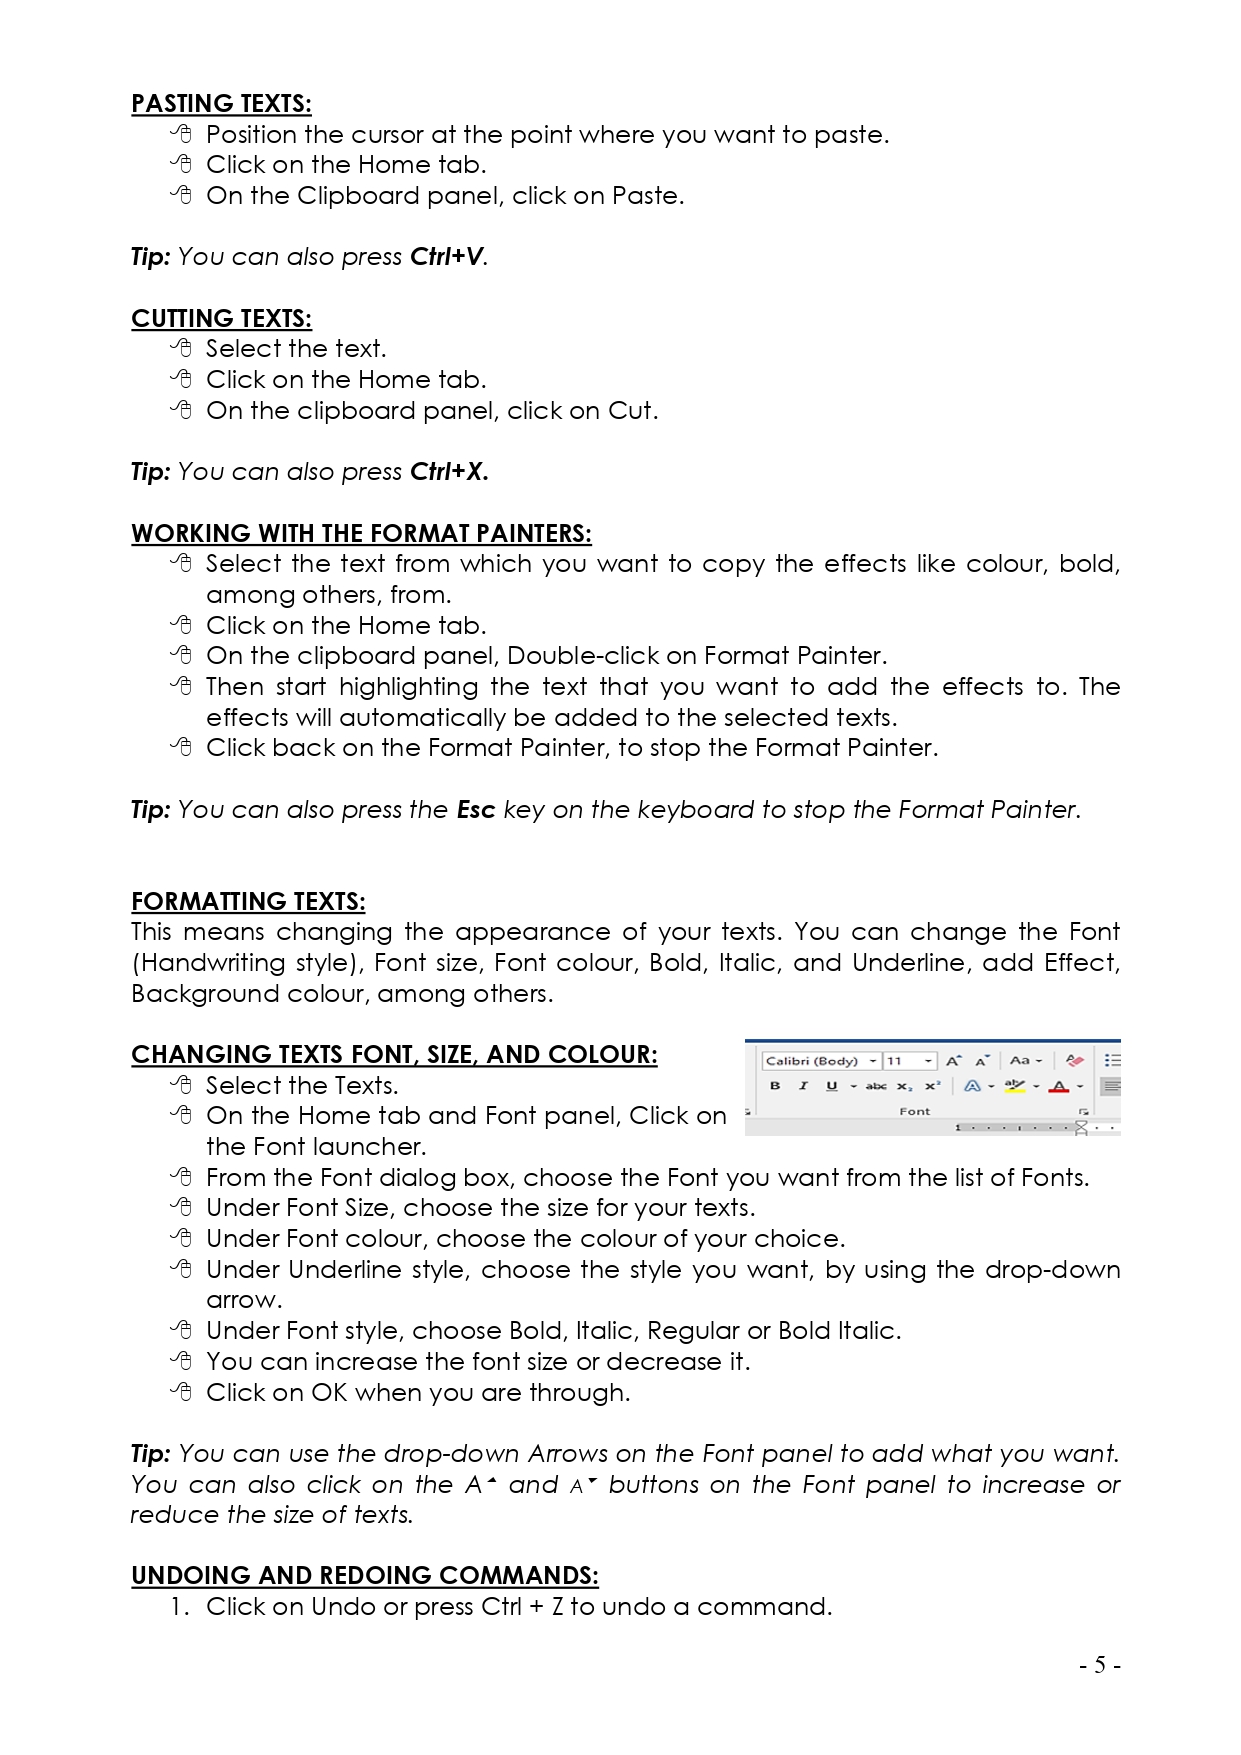 PASTING TEXTS:
Position the cursor at the point where you want to paste.
Click on the Home tab.
On the Clipboard panel, click on Paste.
Tip: You can also press Ctrl+V.
CUTTING TEXTS:
Select the text.
Click on the Home tab.
On the clipboard panel, click on Cut.
Tip: You can also press Ctrl+X.
WORKING WITH THE FORMAT PAINTERS:
Select the text from which you want to copy the effects like colour, bold,
among others, from.
Click on the Home tab.
On the clipboard panel, Double-click on Format Painter.
Then start highlighting the text that you want to add the effects to. The
effects will automatically be added to the selected texts.
Click back on the Format Painter, to stop the Format Painter.
Tip: You can also press the Esc key on the keyboard to stop the Format Painter.
FORMATTING TEXTS:
This means changing the appearance of your texts. You can change the Font
(Handwriting style), Font size, Font colour, Bold, Italic, and Underline, add Effect,
Background colour, among others.
CHANGING TEXTS FONT, SIZE, AND COLOUR:
Calibri (Body) 11 A A Aa A
B I U abc x₂ x² A ab A
Font
1
Select the Texts.
On the Home tab and Font panel, Click on
the Font launcher.
From the Font dialog box, choose the Font you want from the list of Fonts.
Under Font Size, choose the size for your texts.
Under Font colour, choose the colour of your choice.
Under Underline style, choose the style you want, by using the drop-down
arrow.
Under Font style, choose Bold, Italic, Regular or Bold Italic.
You can increase the font size or decrease it.
Click on OK when you are through.
Tip: You can use the drop-down Arrows on the Font panel to add what you want.
You can also click on the A and A buttons on the Font panel to increase or
reduce the size of texts.
UNDOING AND REDOING COMMANDS:
1. Click on Undo or press Ctrl + Z to undo a command.
- 5 -